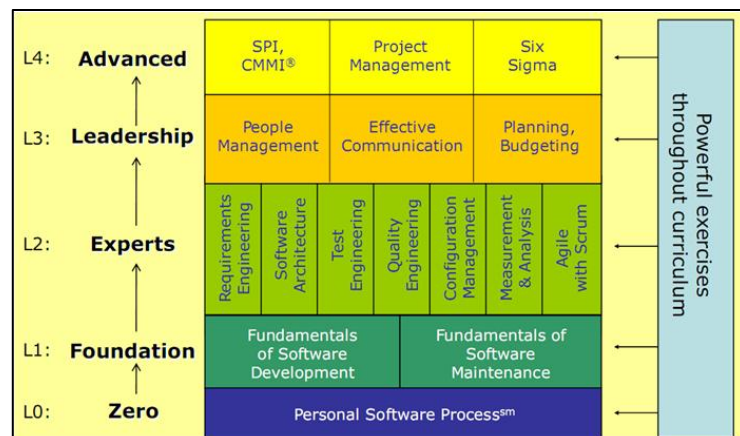 L4: Advanced
SPI,
CMMI®
Project
Management
Six
Sigma
L3: Leadership
People
Management
Effective
Communication
Planning,
Budgeting
L2: Experts
Requirements
Engineering
Software
Architecture
Test
Engineering
Quality
Engineering
Configuration
Management
Measurement
& Analysis
Agile
with Scrum
L1: Foundation
Fundamentals
of Software
Development
Fundamentals of
Software
Maintenance
L0: Zero
Personal Software Process℠
Powerful exercises
throughout curriculum